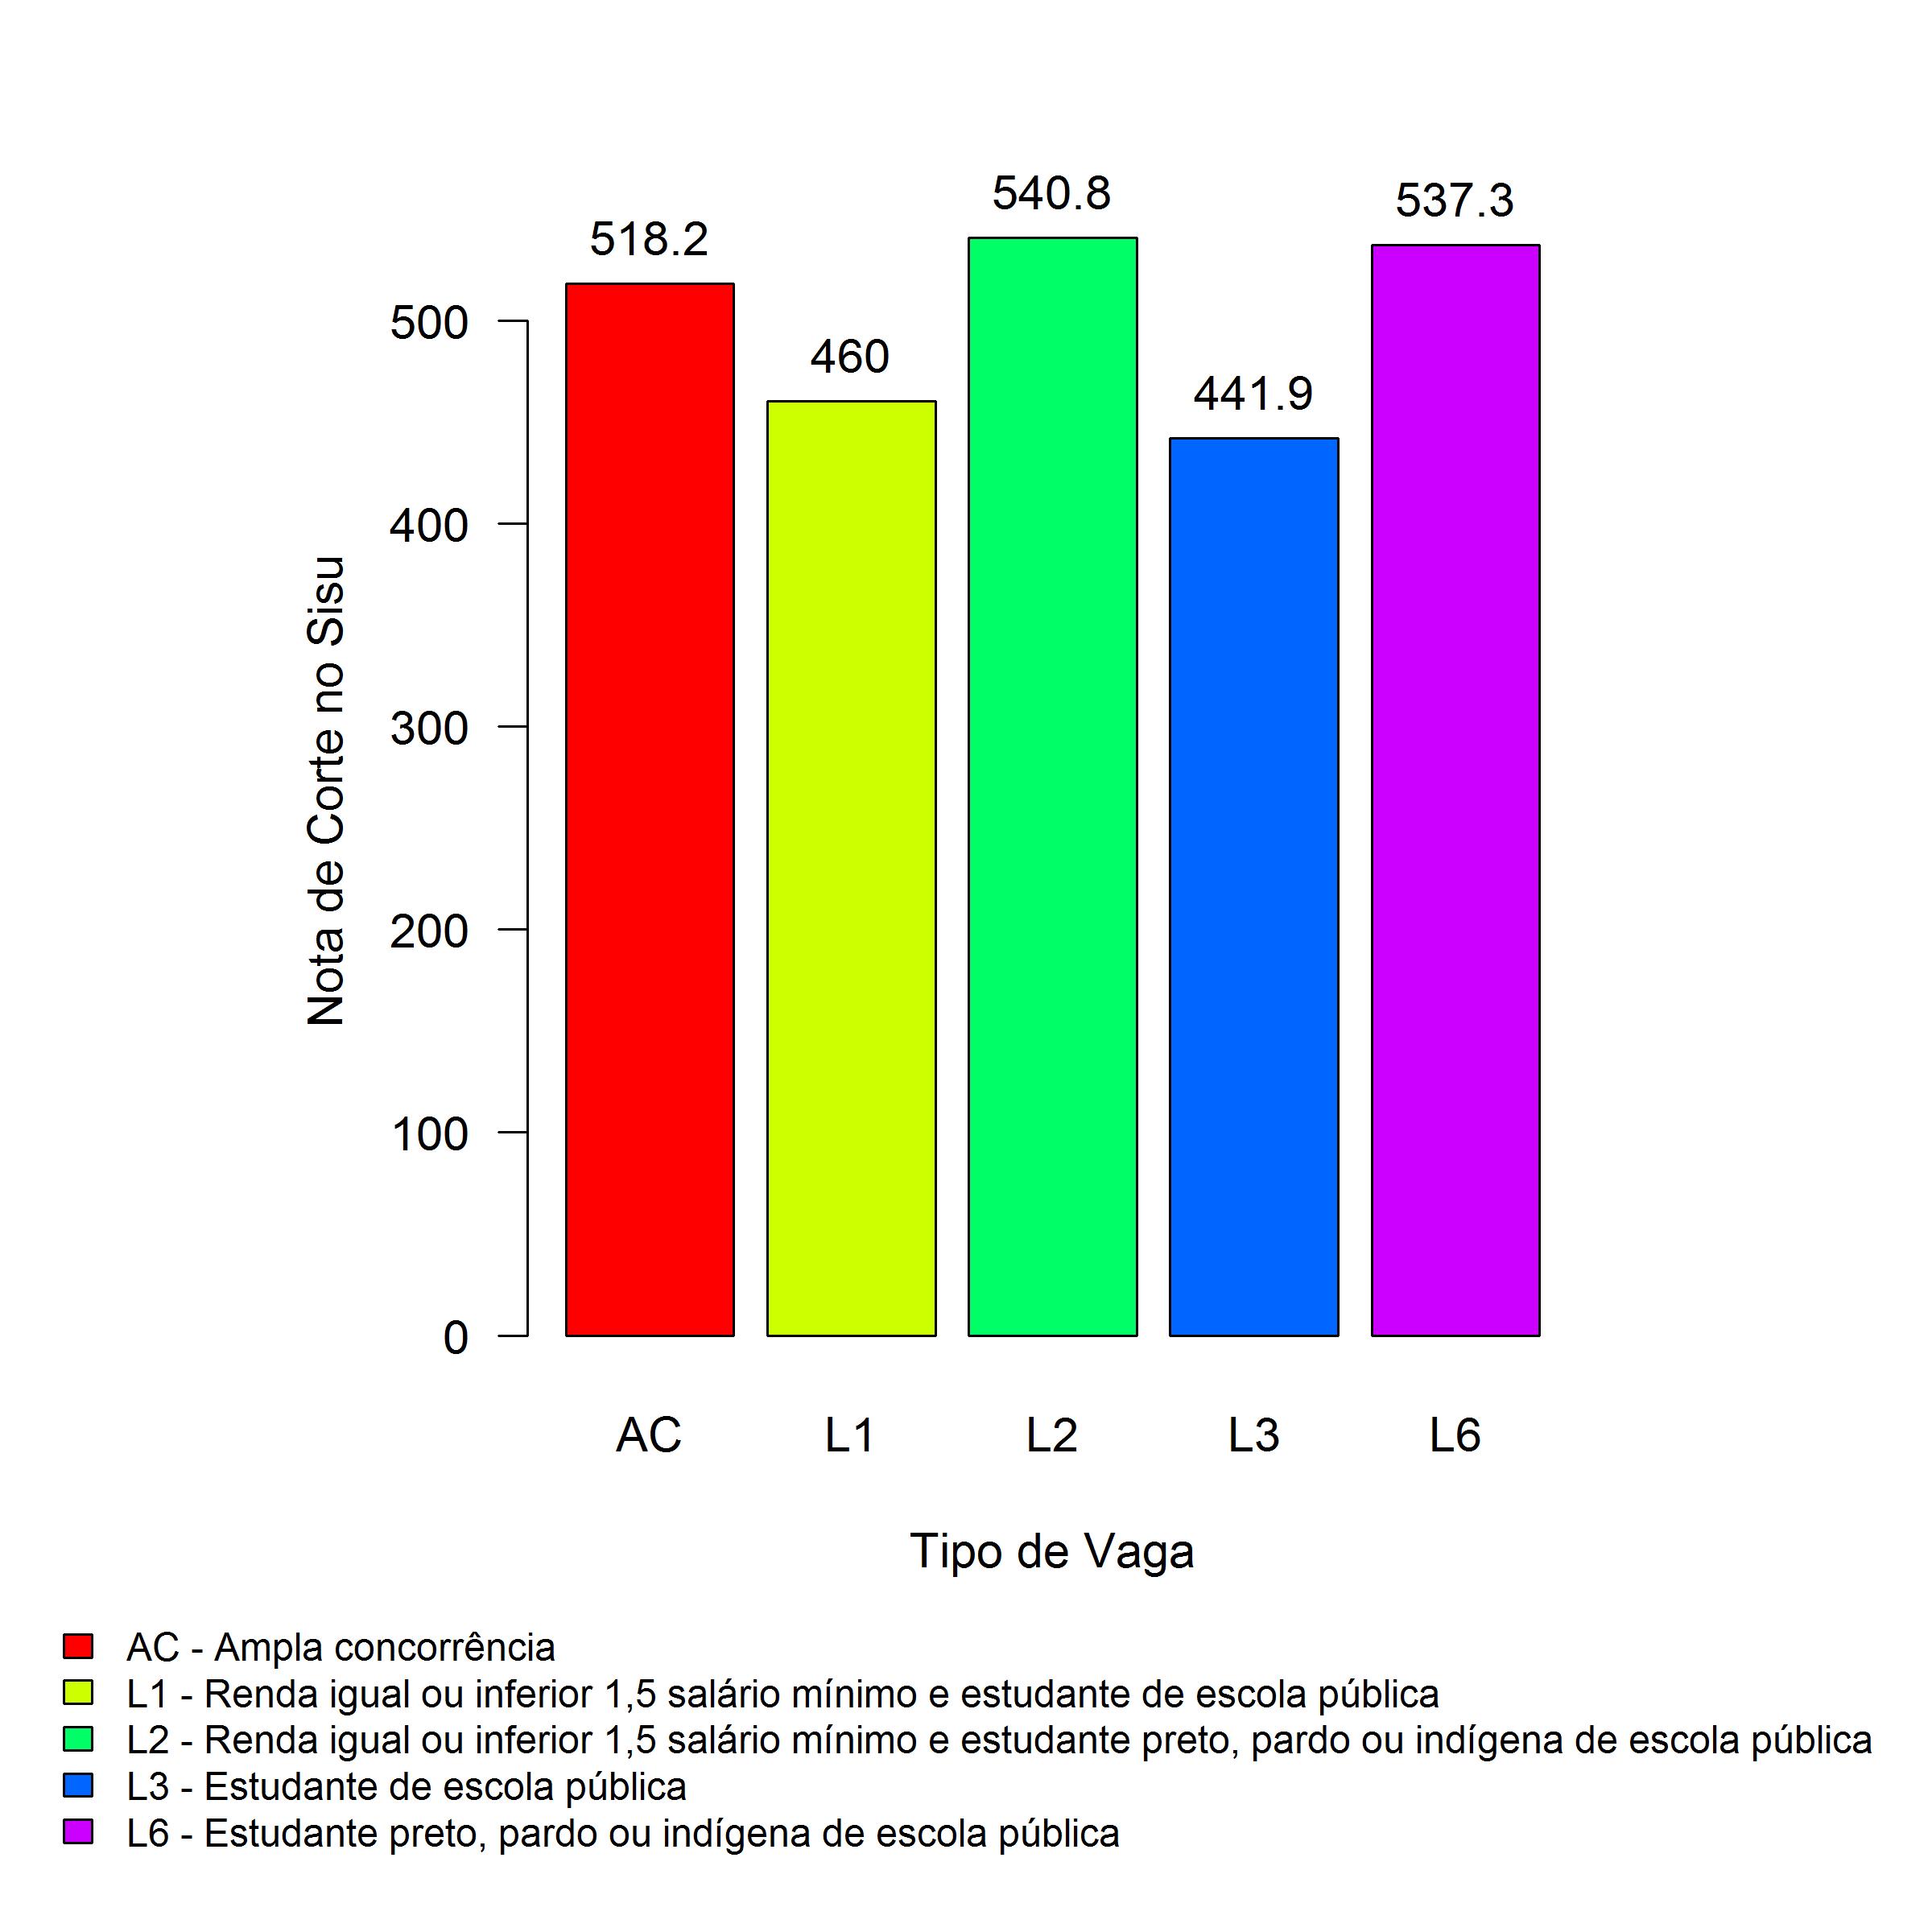 540.8
537.3
518.2
460
441.9
500
400
300
200
100
0
Nota de Corte no Sisu
AC L1 L2 L3 L6
Tipo de Vaga
AC - Ampla concorrência
L1 - Renda igual ou inferior 1,5 salário mínimo e estudante de escola pública
L2 - Renda igual ou inferior 1,5 salário mínimo e estudante preto, pardo ou indígena de escola pública
L3 - Estudante de escola pública
L6 - Estudante preto, pardo ou indígena de escola pública